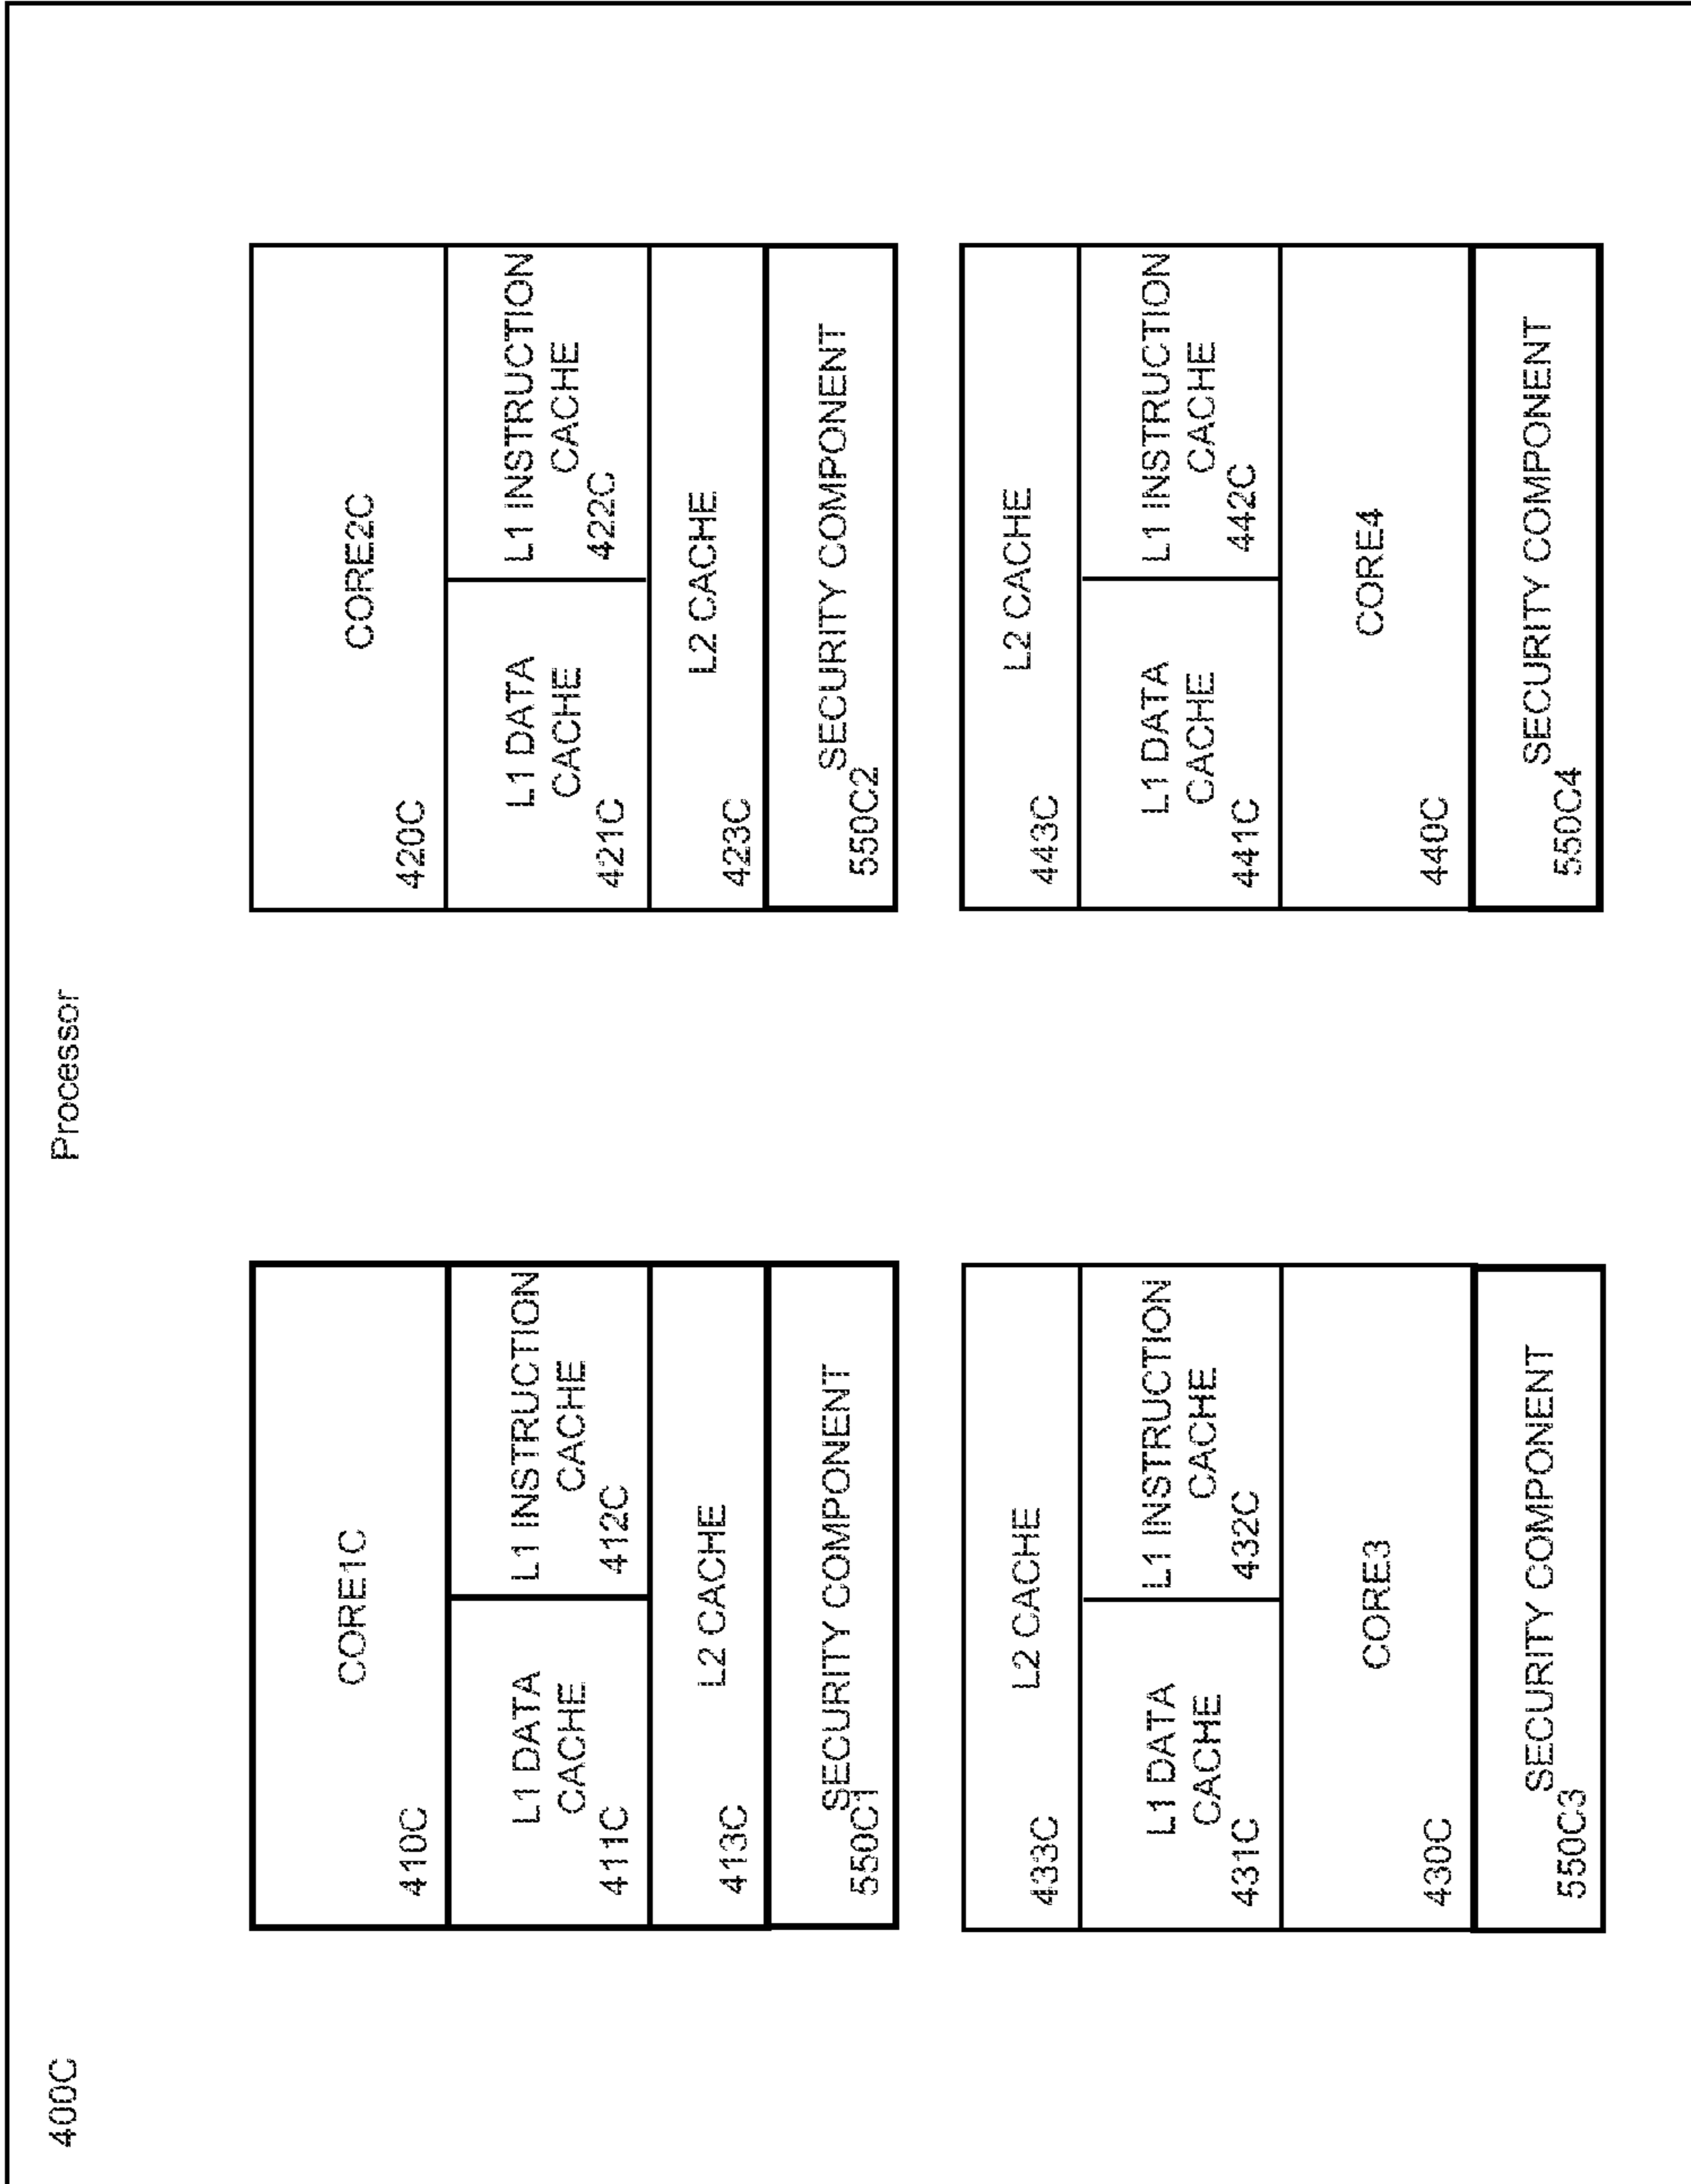 400C
Processor
CORE1C
410C
L1 DATA
CACHE
411C
L1 INSTRUCTION
CACHE
412C
L2 CACHE
413C
SECURITY COMPONENT
550C1
CORE2C
420C
L1 DATA
CACHE
421C
L1 INSTRUCTION
CACHE
422C
L2 CACHE
423C
SECURITY COMPONENT
550C2
L2 CACHE
433C
L1 DATA
CACHE
431C
L1 INSTRUCTION
CACHE
432C
CORE3
430C
SECURITY COMPONENT
550C3
L2 CACHE
443C
L1 DATA
CACHE
441C
L1 INSTRUCTION
CACHE
442C
CORE4
440C
SECURITY COMPONENT
550C4